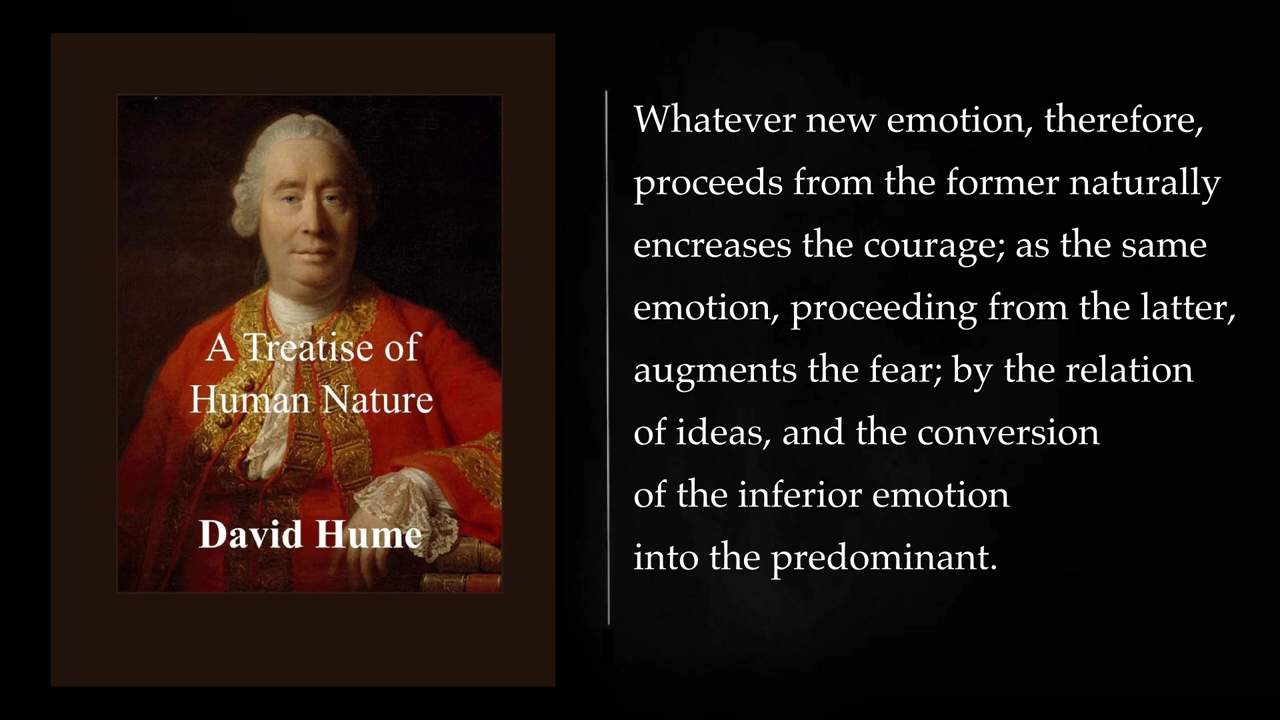 A Treatise of
Human Nature
David Hume
Whatever new emotion, therefore,
proceeds from the former naturally
encreases the courage; as the same
emotion, proceeding from the latter,
augments the fear; by the relation
of ideas, and the conversion
of the inferior emotion
into the predominant.